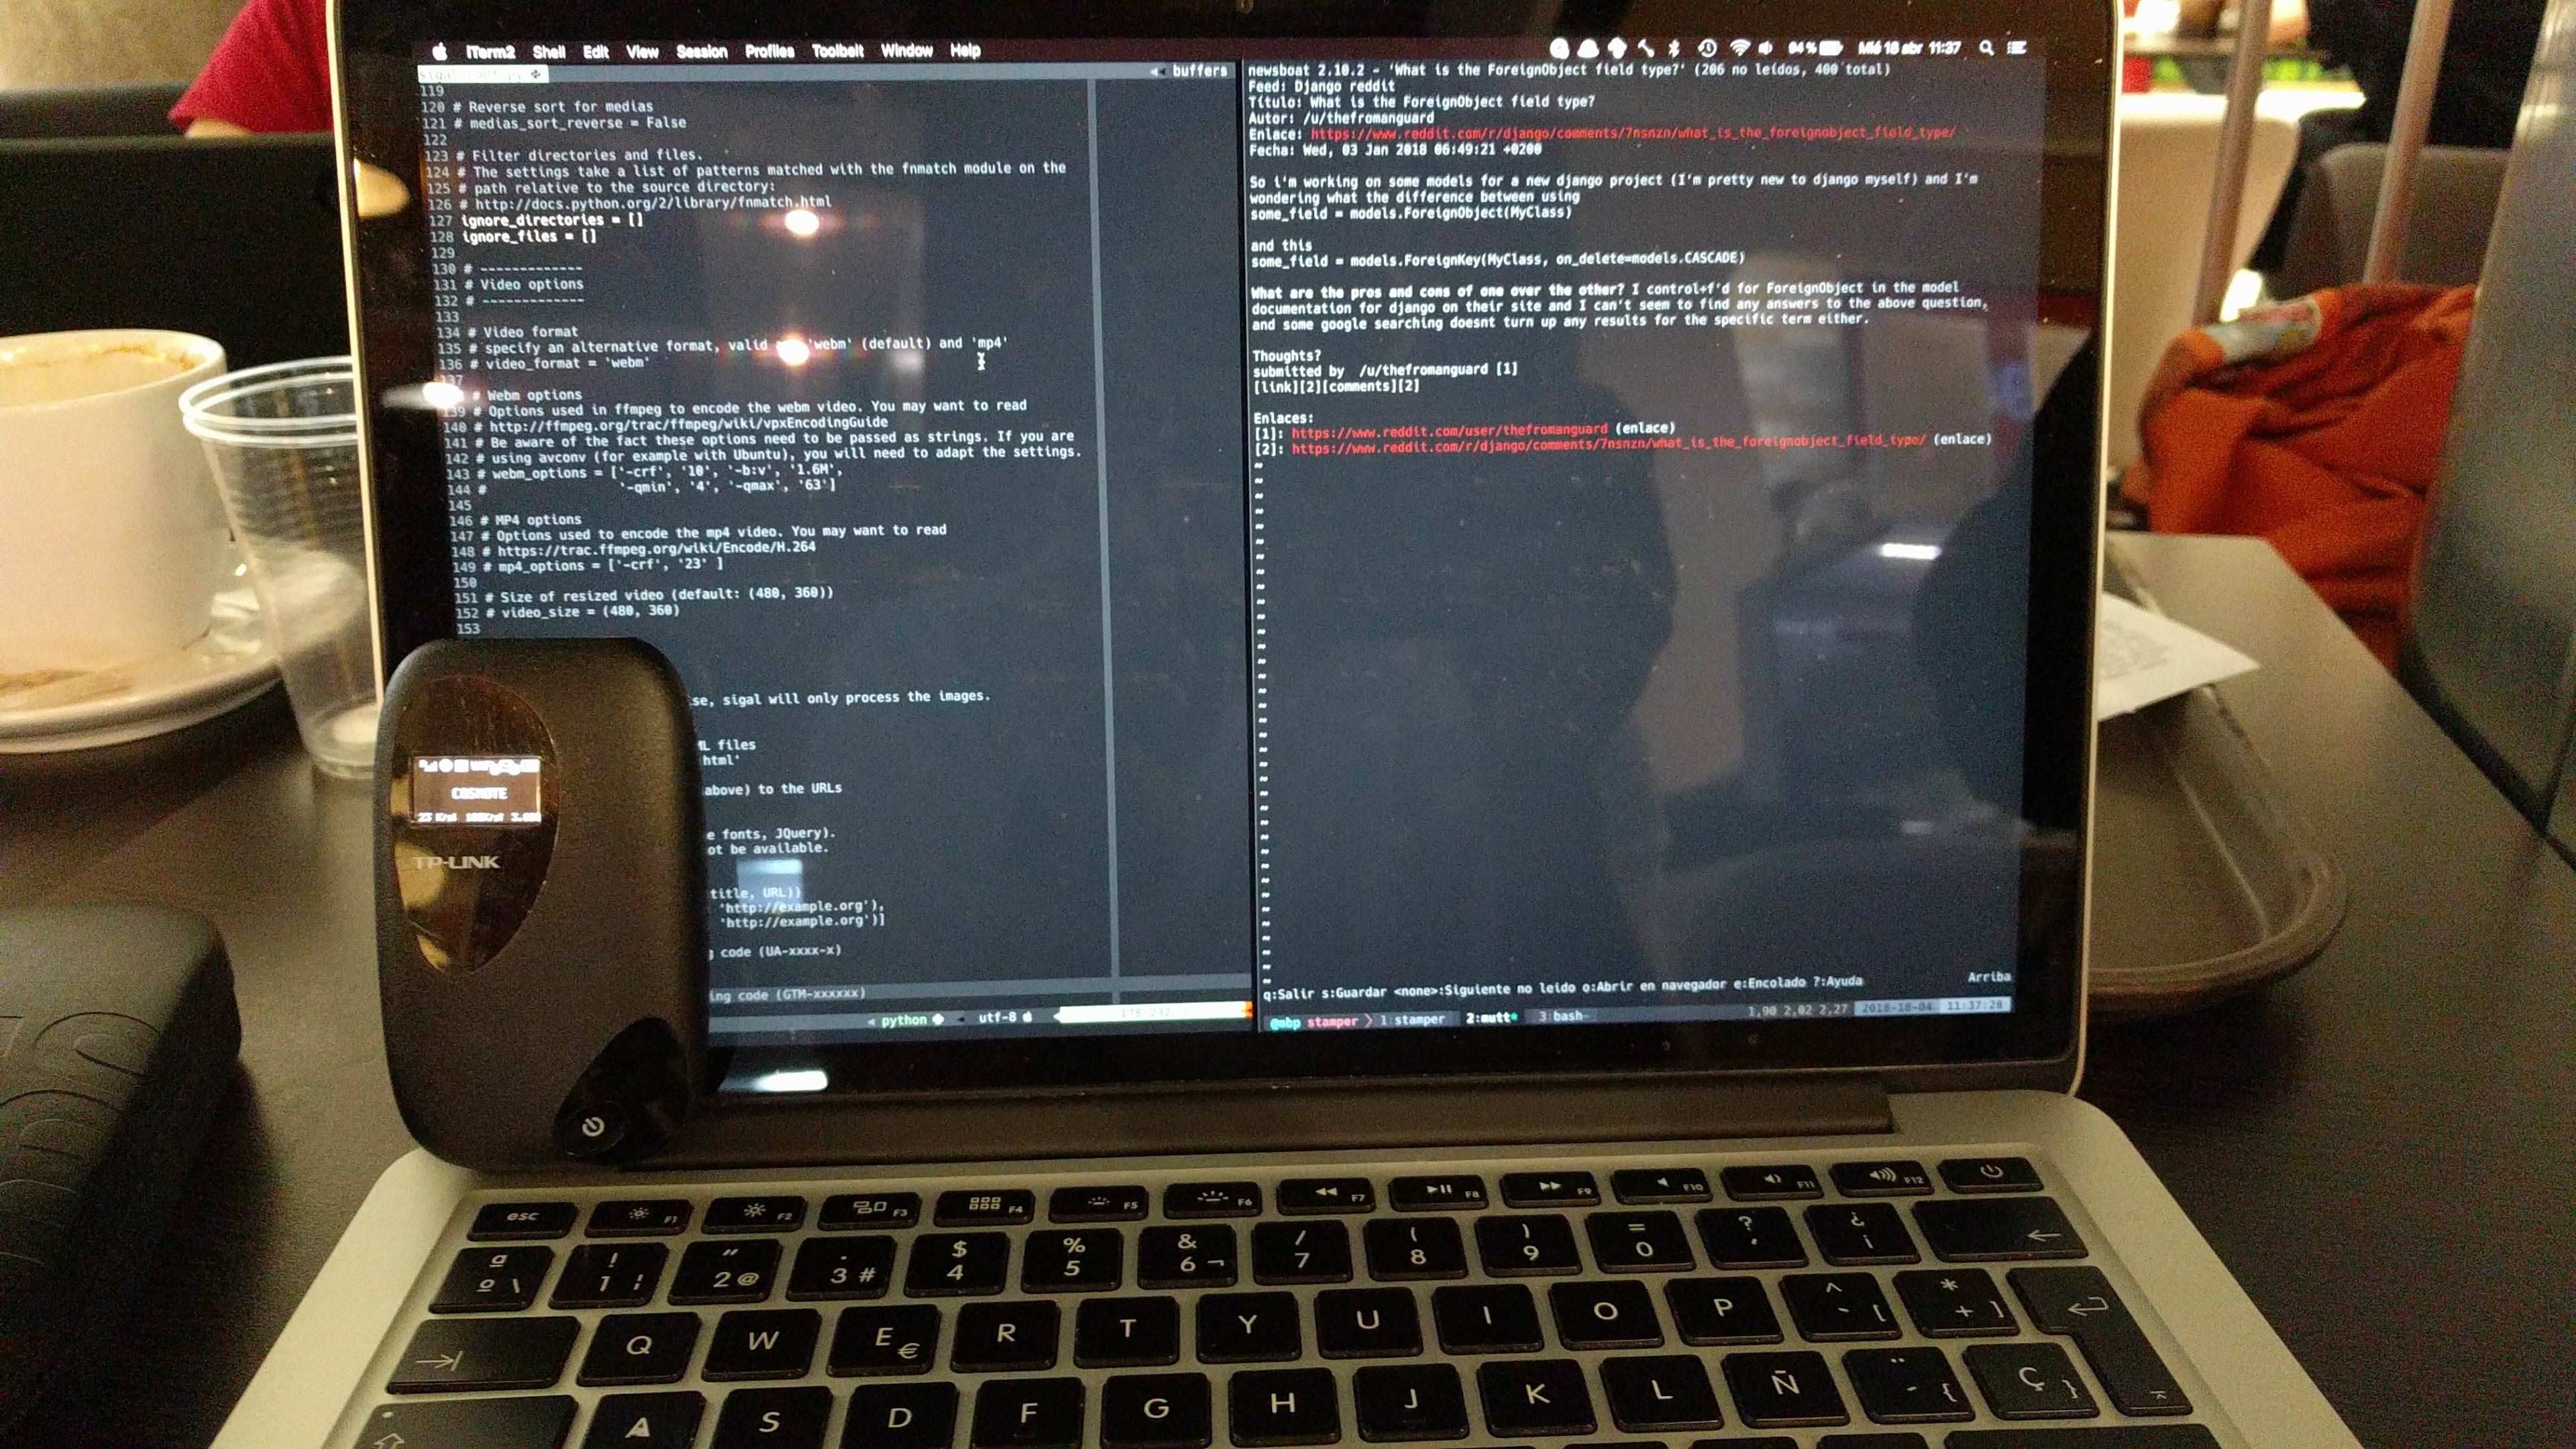 iTerm2 Shell Edit View Session Profiles Toolbelt Window Help
94% Mié 18 abr 11:37
buffers
119
120 # Reverse sort for medias
121 # medias_sort_reverse = False
122
123 # Filter directories and files.
124 # The settings take a list of patterns matched with the fnmatch module on the
125 # path relative to the source directory:
126 # http://docs.python.org/2/library/fnmatch.html
127 ignore_directories = []
128 ignore_files = []
129
130 # -------------
131 # Video options
132 # -------------
133
134 # Video format
135 # specify an alternative format, valid 'webm' (default) and 'mp4'
136 # video_format = 'webm'
137
# Webm options
139 # Options used in ffmpeg to encode the webm video. You may want to read
140 # http://ffmpeg.org/trac/ffmpeg/wiki/vpxEncodingGuide
141 # Be aware of the fact these options need to be passed as strings. If you are
142 # using avconv (for example with Ubuntu), you will need to adapt the settings.
143 # webm_options = ['-crf', '10', '-b:v', '1.6M',
144 # '-qmin', '4', '-qmax', '63']
145
146 # MP4 options
147 # Options used to encode the mp4 video. You may want to read
148 # https://trac.ffmpeg.org/wiki/Encode/H.264
149 # mp4_options = ['-crf', '23' ]
150
151 # Size of resized video (default: (480, 360))
152 # video_size = (480, 360)
153
se, sigal will only process the images.
ML files
html'
above) to the URLs
e fonts, JQuery).
ot be available.
title, URL))
'http://example.org'),
'http://example.org')]
code (UA-xxxx-x)
ing code (GTM-xxxxxx)
python utf-8
newsboat 2.10.2 - 'What is the ForeignObject field type?' (206 no leídos, 400 total)
Feed: Django reddit
Título: What is the ForeignObject field type?
Autor: /u/thefromanguard
Enlace: https://www.reddit.com/r/django/comments/7nsnzn/what_is_the_foreignobject_field_type/
Fecha: Wed, 03 Jan 2018 06:49:21 +0200
So i'm working on some models for a new django project (I'm pretty new to django myself) and I'm
wondering what the difference between using
some_field = models.ForeignObject(MyClass)
and this
some_field = models.ForeignKey(MyClass, on_delete=models.CASCADE)
What are the pros and cons of one over the other? I control+f'd for ForeignObject in the model
documentation for django on their site and I can't seem to find any answers to the above question,
and some google searching doesnt turn up any results for the specific term either.
Thoughts?
submitted by /u/thefromanguard [1]
[link][2][comments][2]
Enlaces:
[1]: https://www.reddit.com/user/thefromanguard (enlace)
[2]: https://www.reddit.com/r/django/comments/7nsnzn/what_is_the_foreignobject_field_type/ (enlace)
q:Salir s:Guardar <none>:Siguiente no leído o:Abrir en navegador e:Encolado ?:Ayuda Arriba
@mbp stamper 1:stamper 2:mutt* 3:bash- 1,90 2,02 2,27 2018-18-04 11:37:28
COSMOTE
TP-LINK
esc F1 F2 F3 F4 F5 F6 F7 F8 F9 F10 F11 F12
ª º \ ! 1 ¦ " 2 @ · 3 # $ 4 % 5 & 6 ¬ / 7 ( 8 ) 9 = 0 ? ' ¿ ¡
Q W E € R T Y U I O P ^ ` [ * + ]
A S D F G H J K L Ñ ¨ ´ { Ç }